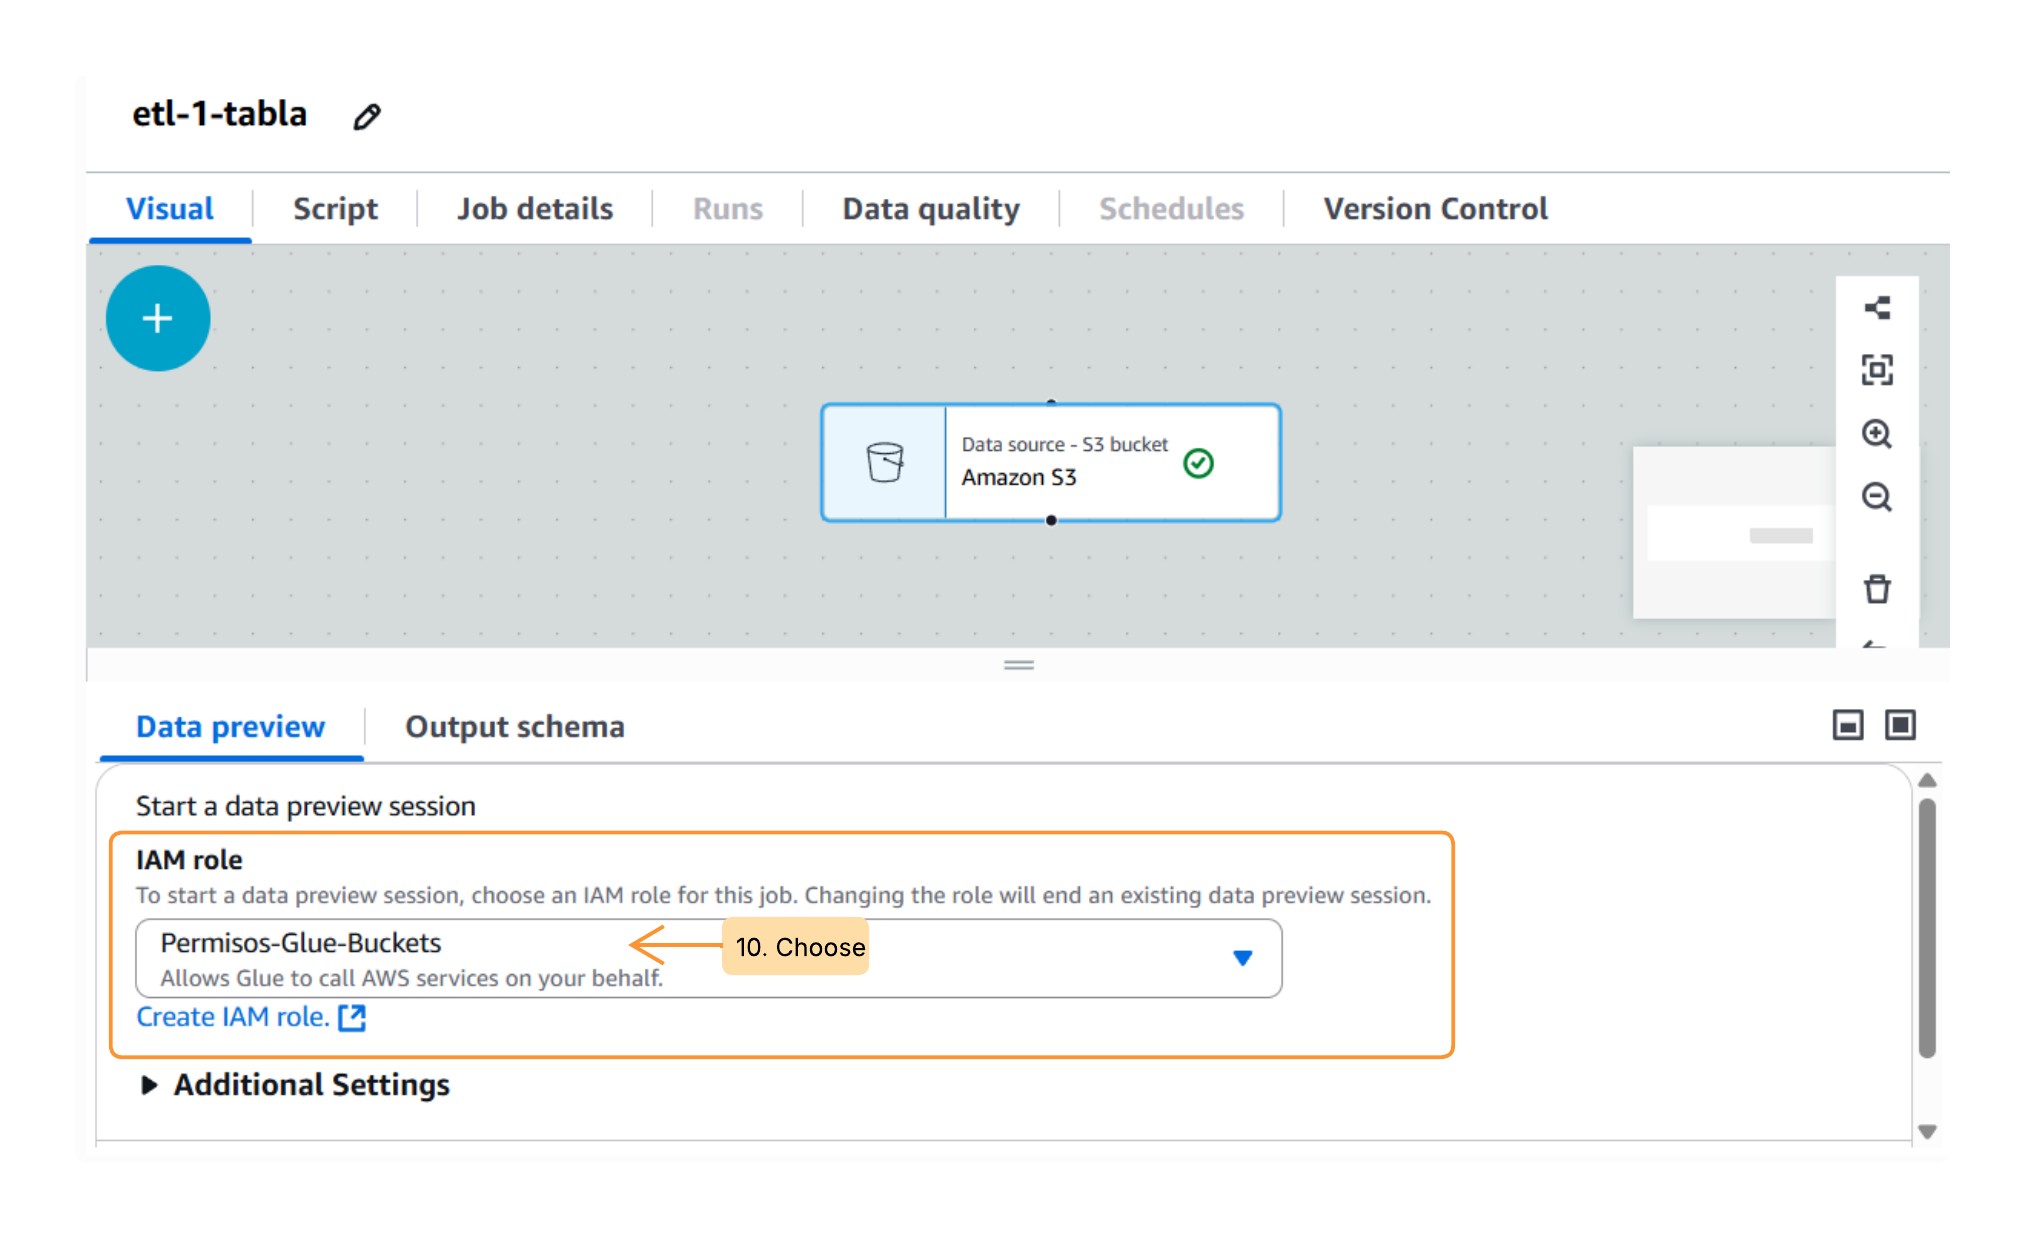 etl-1-tabla
Visual Script Job details Runs Data quality Schedules Version Control
Data source - S3 bucket
Amazon S3
Data preview Output schema
Start a data preview session
IAM role
To start a data preview session, choose an IAM role for this job. Changing the role will end an existing data preview session.
Permisos-Glue-Buckets
10. Choose
Allows Glue to call AWS services on your behalf.
Create IAM role.
Additional Settings